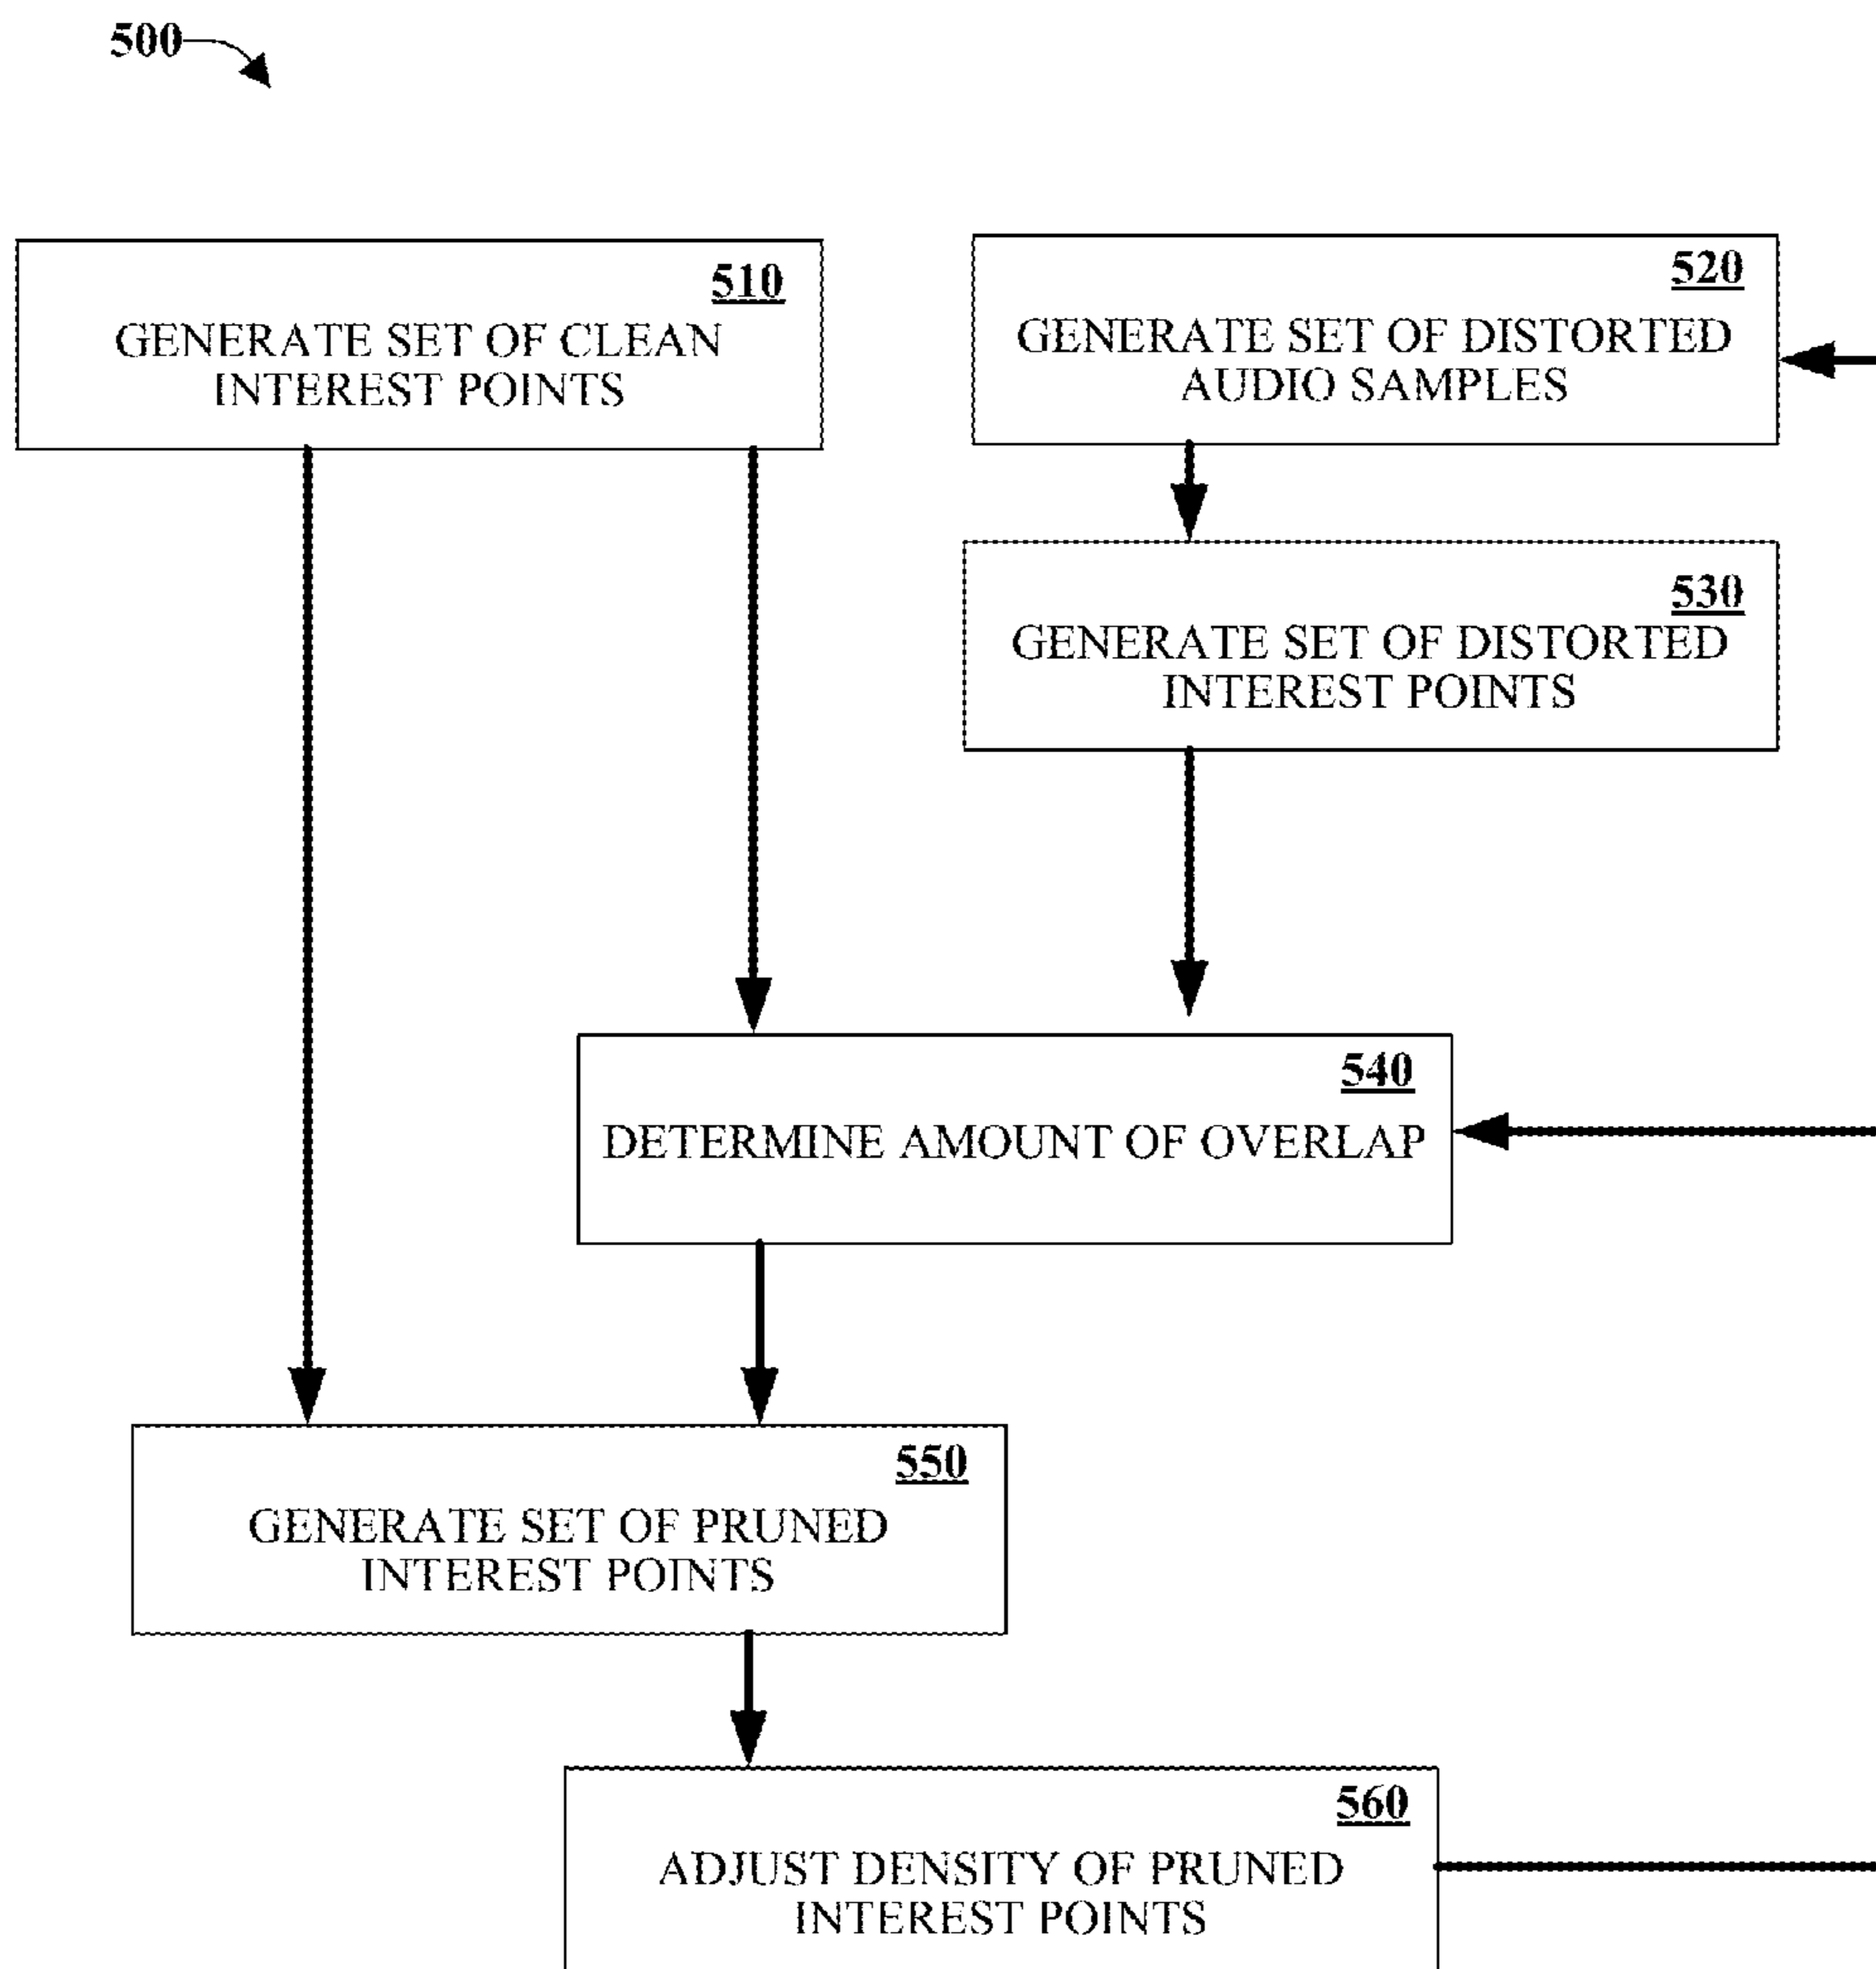 500
510
GENERATE SET OF CLEAN
INTEREST POINTS
520
GENERATE SET OF DISTORTED
AUDIO SAMPLES
530
GENERATE SET OF DISTORTED
INTEREST POINTS
540
DETERMINE AMOUNT OF OVERLAP
550
GENERATE SET OF PRUNED
INTEREST POINTS
560
ADJUST DENSITY OF PRUNED
INTEREST POINTS